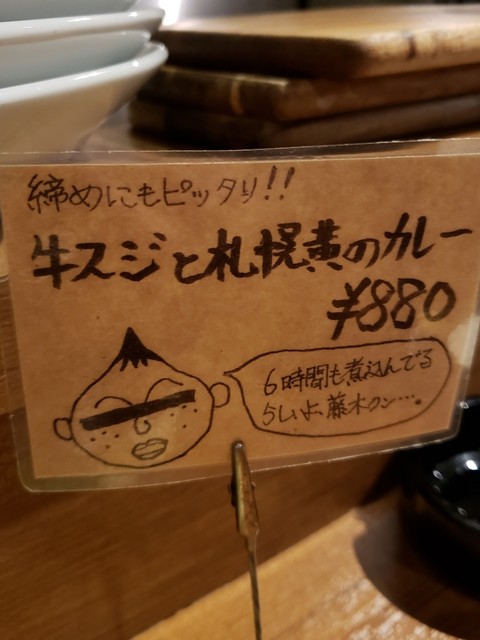 締めにもピッタリ!!
牛スジと札幌黄のカレー
¥880
6時間も煮込んでる
らしいよ、藤木クン…。